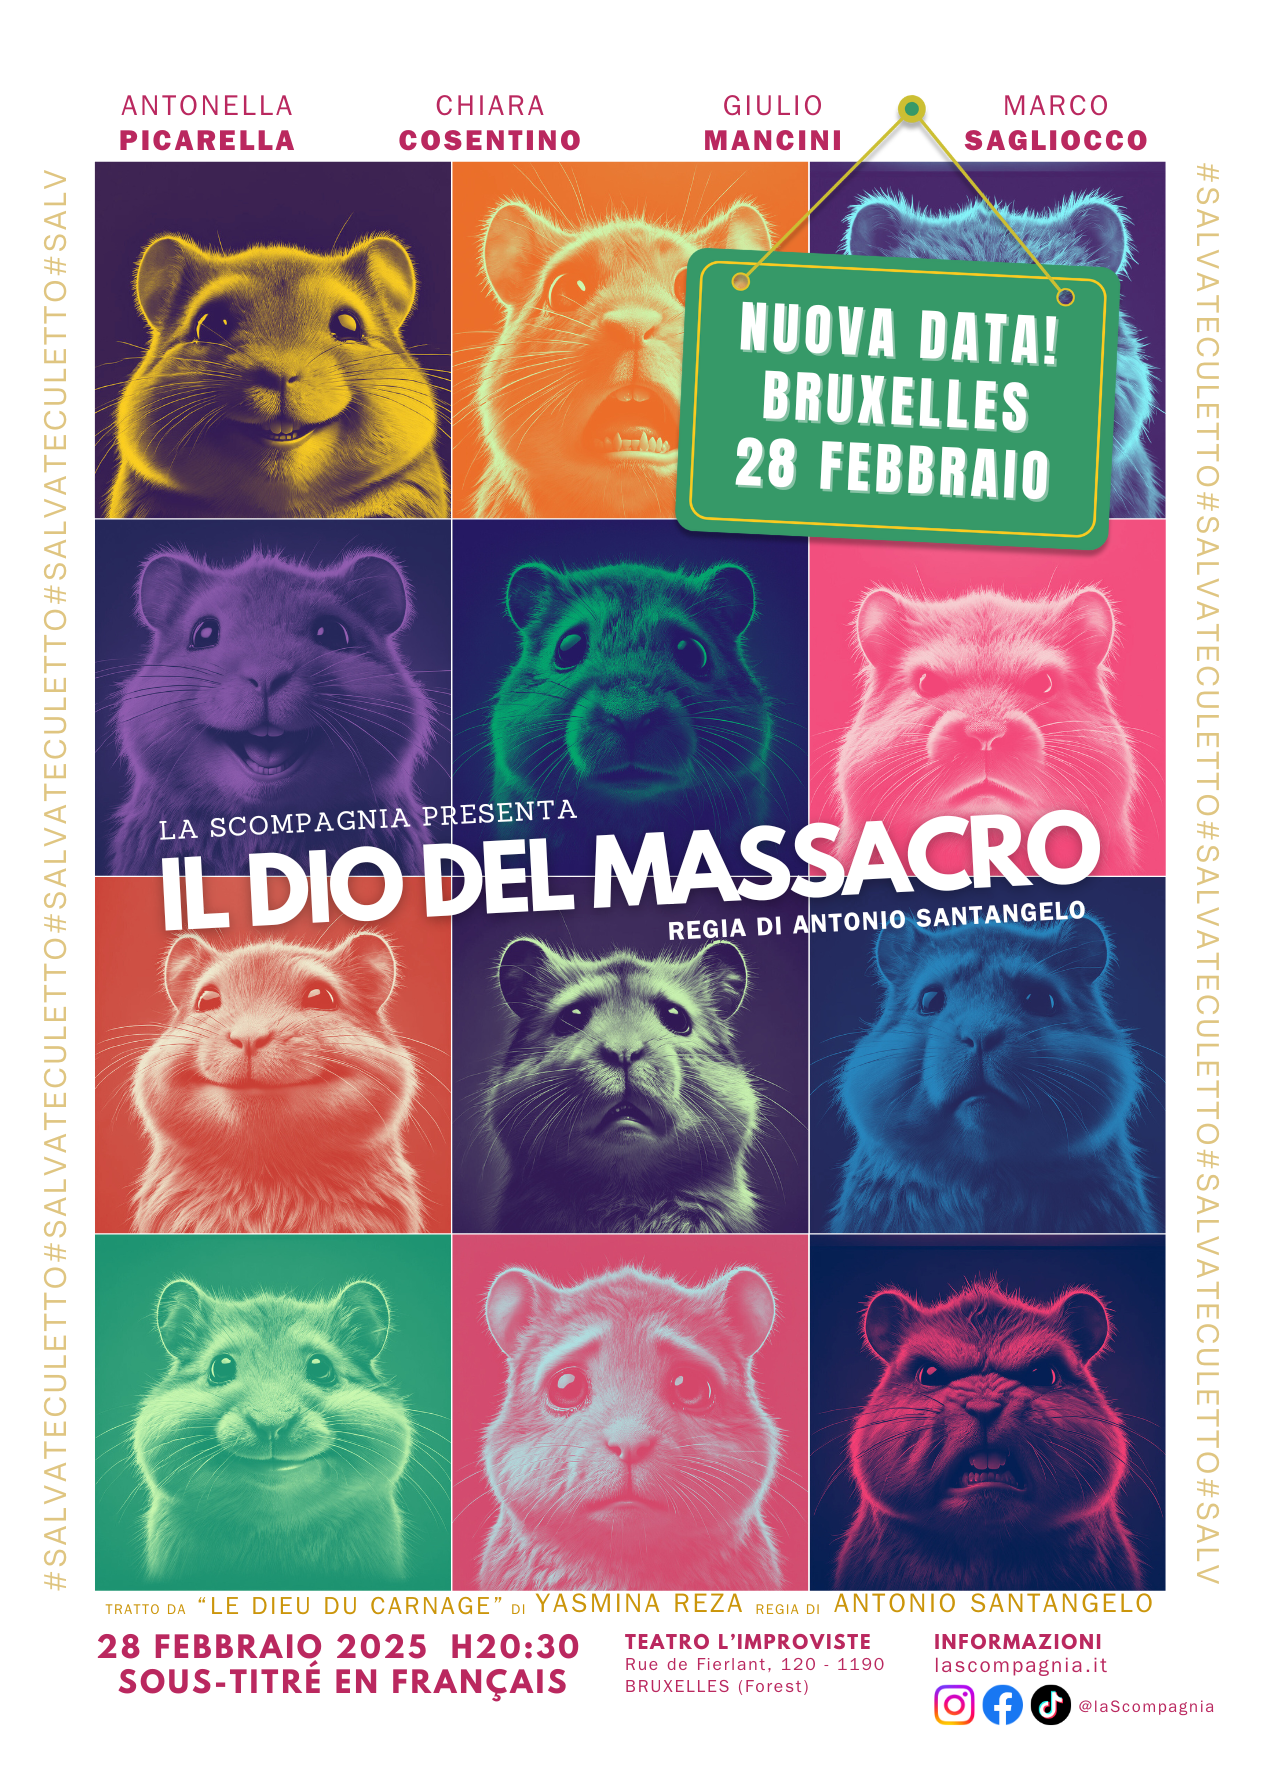 ANTONELLA
PICARELLA
CHIARA
COSENTINO
GIULIO
MANCINI
MARCO
SAGLIOCCO
#SALVATECULETTO#SALVATECULETTO#SALVATECULETTO#SALVATECULETTO#SALV
#SALVATECULETTO#SALVATECULETTO#SALVATECULETTO#SALVATECULETTO#SALV
NUOVA DATA!
BRUXELLES
28 FEBBRAIO
LA SCOMPAGNIA PRESENTA
IL DIO DEL MASSACRO
REGIA DI ANTONIO SANTANGELO
TRATTO DA “LE DIEU DU CARNAGE” DI YASMINA REZA REGIA DI ANTONIO SANTANGELO
28 FEBBRAIO 2025 H20:30
SOUS-TITRÉ EN FRANÇAIS
TEATRO L’IMPROVISTE
Rue de Fierlant, 120 - 1190
BRUXELLES (Forest)
INFORMAZIONI
lascompagnia.it
@laScompagnia